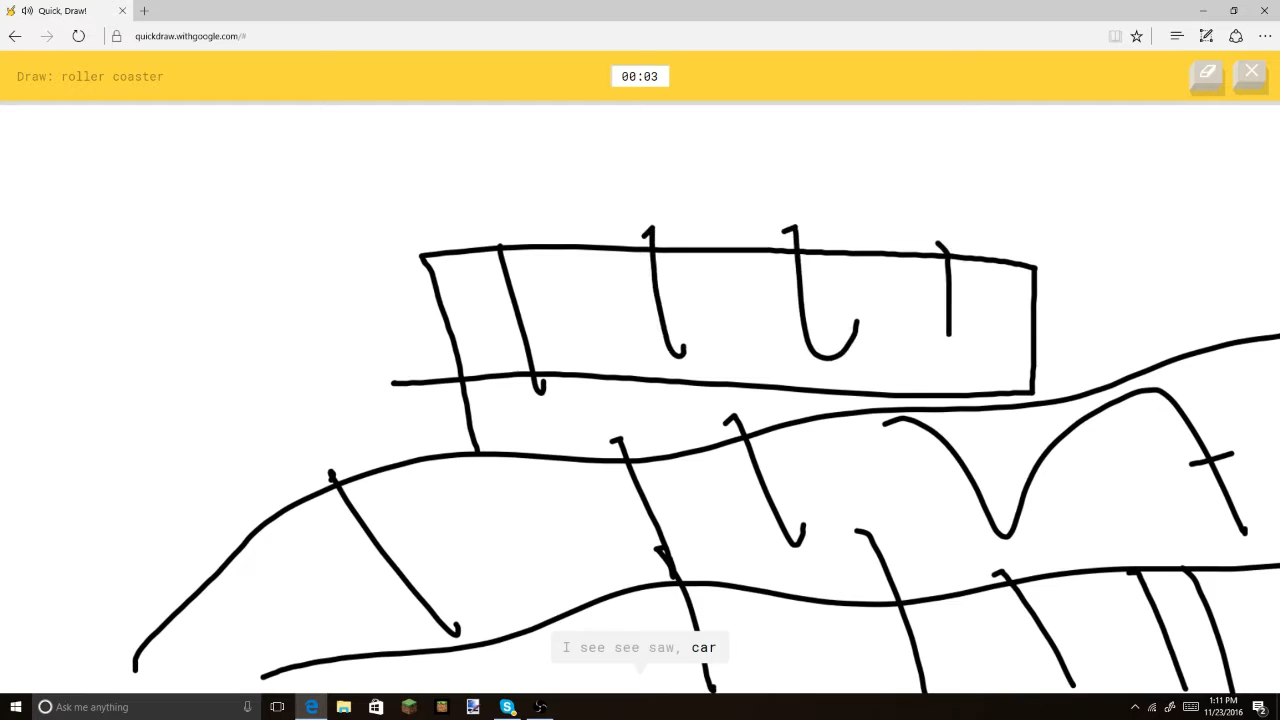 Quick, Draw!
quickdraw.withgoogle.com/#
Draw: roller coaster
00:03
I see see saw, car
Ask me anything
1:11 PM
11/23/2016
2